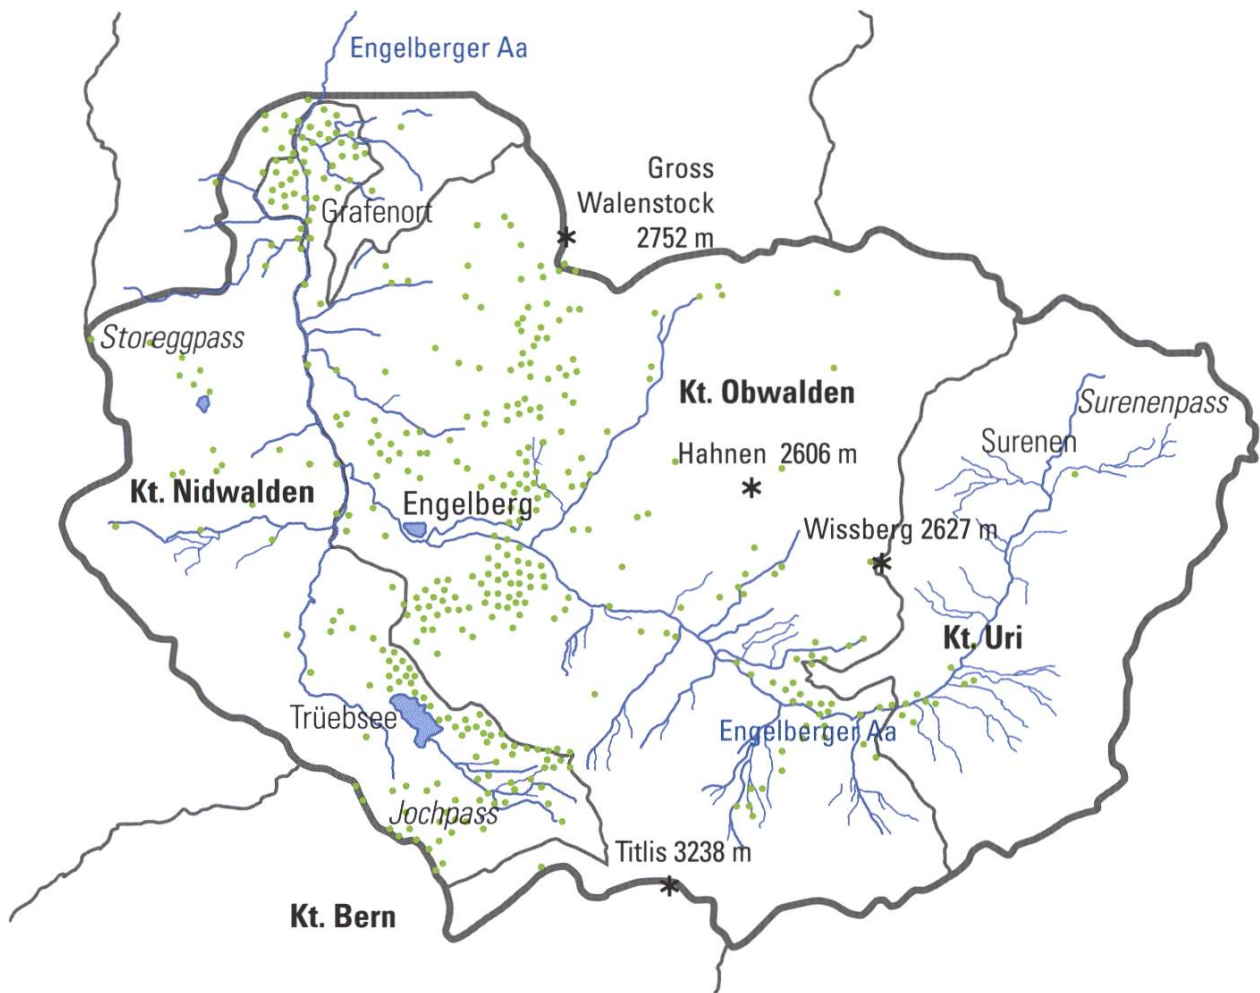 Engelberger Aa
Gross
Walenstock
2752 m
Grafenort
Storeggpass
Kt. Obwalden
Surenenpass
Surenen
Hahnen 2606 m
Kt. Nidwalden
Engelberg
Wissberg 2627 m
Kt. Uri
Trüebsee
Engelberger Aa
Jochpass
Titlis 3238 m
Kt. Bern